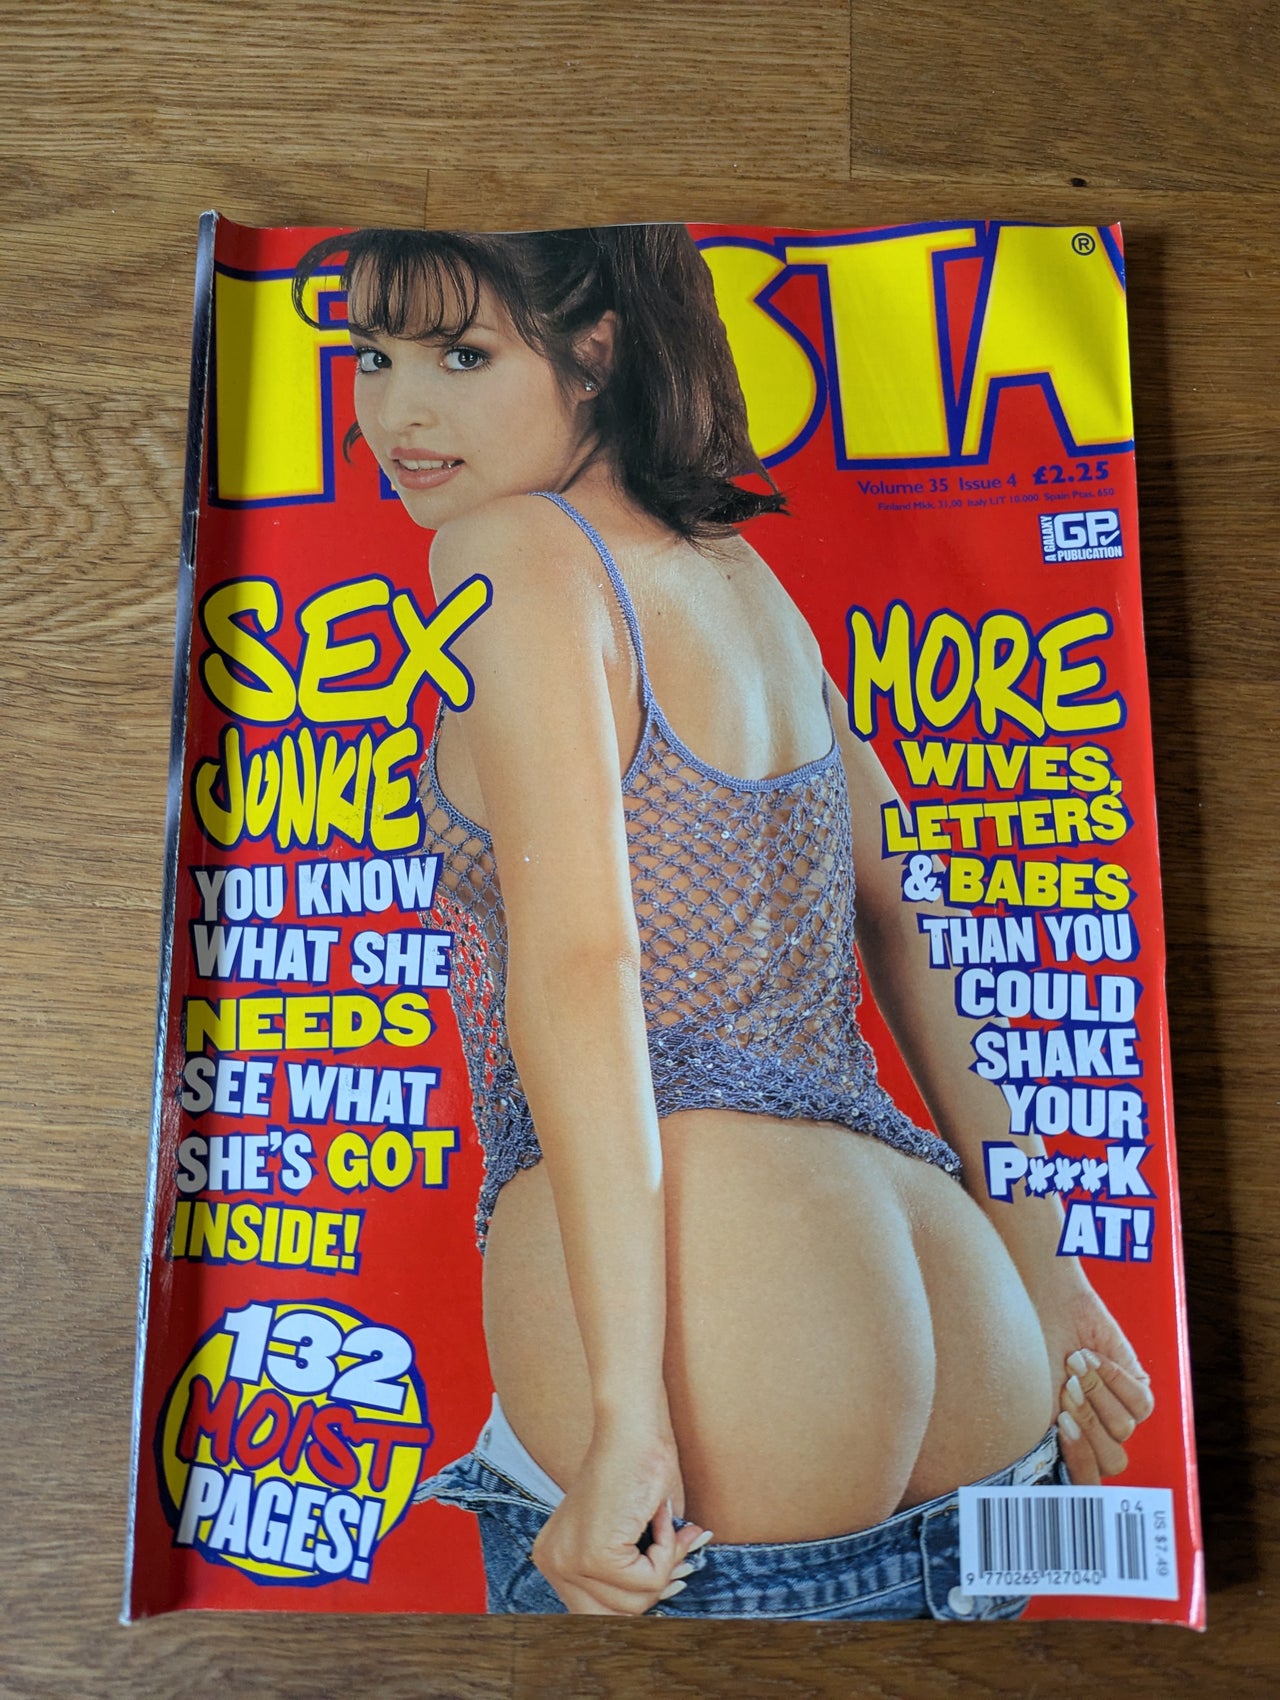 F STA®
Volume 35 Issue 4 £2.25
Finland Mkk. 31.00 Italy LIT 10.000 Spain Ptas. 650
A GALAXY
GP
PUBLICATION
SEX
JUNKIE
YOU KNOW
WHAT SHE
NEEDS
SEE WHAT
SHE'S GOT
INSIDE!
132
MOIST
PAGES!
MORE
WIVES,
LETTERS
& BABES
THAN YOU
COULD
SHAKE
YOUR
P***K
AT!
04
9 770265 127040
US $7.49